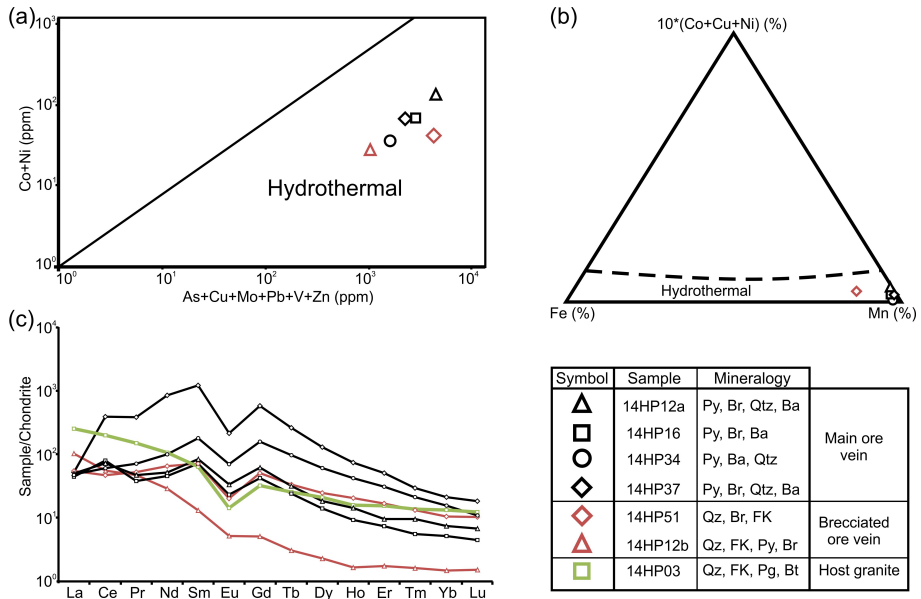 (a)
10³
10²
10¹
10⁰
Co+Ni (ppm)
Hydrothermal
10⁰ 10¹ 10² 10³ 10⁴
As+Cu+Mo+Pb+V+Zn (ppm)
(b)
10*(Co+Cu+Ni) (%)
Hydrothermal
Fe (%) Mn (%)
(c)
10⁴
10³
10²
10¹
10⁰
Sample/Chondrite
La Ce Pr Nd Sm Eu Gd Tb Dy Ho Er Tm Yb Lu
Symbol Sample Mineralogy
14HP12a Py, Br, Qtz, Ba
14HP16 Py, Br, Ba
14HP34 Py, Ba, Qtz
14HP37 Py, Br, Qtz, Ba
Main ore
vein
14HP51 Qz, Br, FK
14HP12b Qz, FK, Py, Br
Brecciated
ore vein
14HP03 Qz, FK, Pg, Bt Host granite